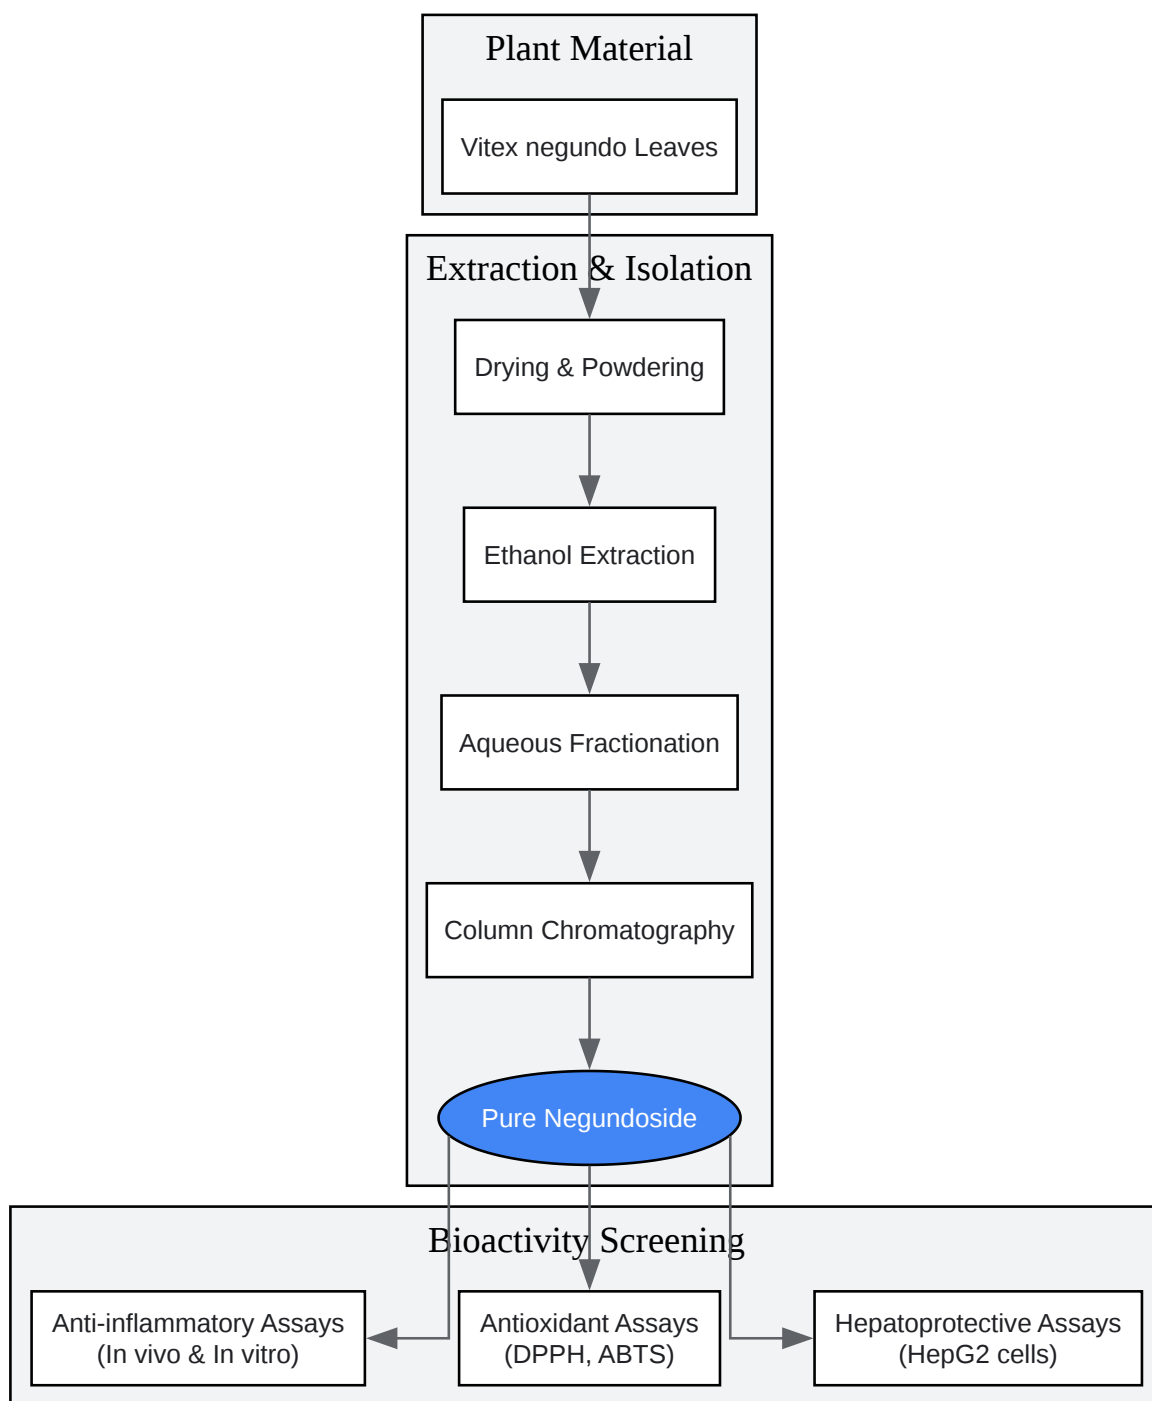 Plant Material
Vitex negundo Leaves
Extraction & Isolation
Drying & Powdering
Ethanol Extraction
Aqueous Fractionation
Column Chromatography
Pure Negundoside
Bioactivity Screening
Anti-inflammatory Assays
(In vivo & In vitro)
Antioxidant Assays
(DPPH, ABTS)
Hepatoprotective Assays
(HepG2 cells)